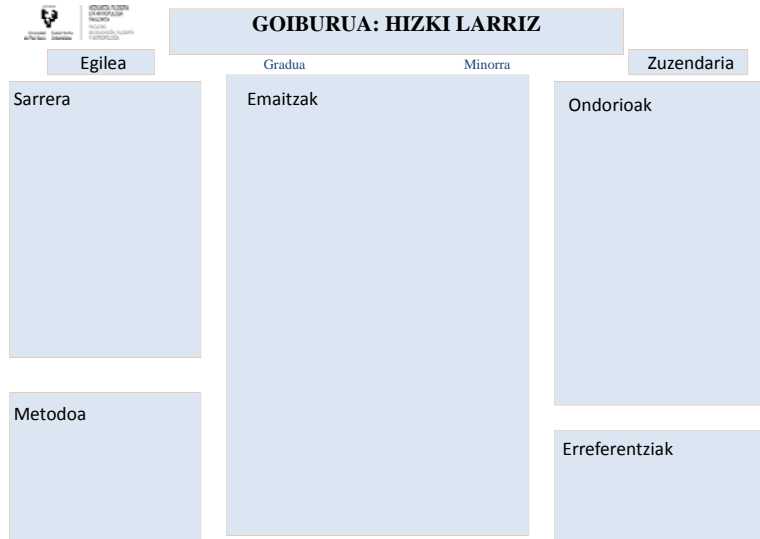 GOIBURUA: HIZKI LARRIZ
Egilea
Gradua
Minorra
Zuzendaria
Sarrera
Metodoa
Emaitzak
Ondorioak
Erreferentziak